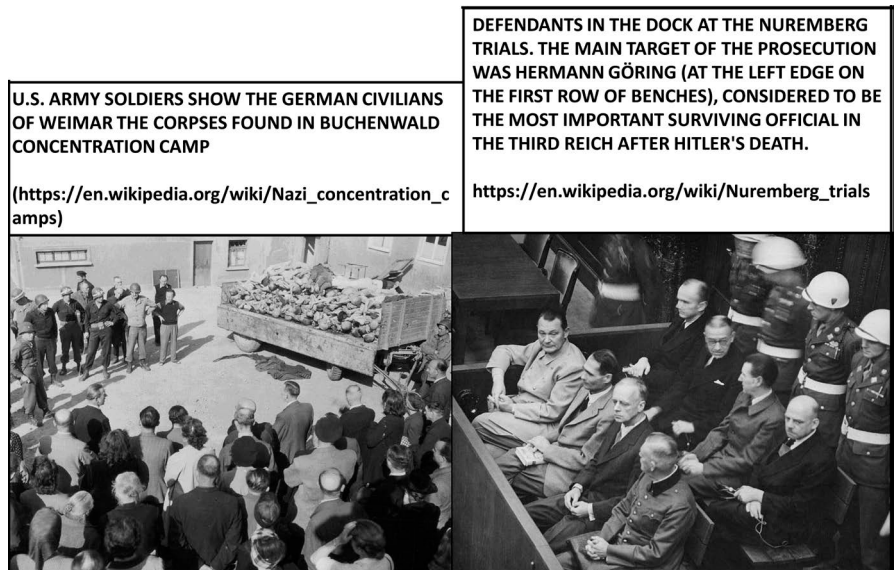 U.S. ARMY SOLDIERS SHOW THE GERMAN CIVILIANS
OF WEIMAR THE CORPSES FOUND IN BUCHENWALD
CONCENTRATION CAMP
(https://en.wikipedia.org/wiki/Nazi_concentration_c
amps)
DEFENDANTS IN THE DOCK AT THE NUREMBERG
TRIALS. THE MAIN TARGET OF THE PROSECUTION
WAS HERMANN GÖRING (AT THE LEFT EDGE ON
THE FIRST ROW OF BENCHES), CONSIDERED TO BE
THE MOST IMPORTANT SURVIVING OFFICIAL IN
THE THIRD REICH AFTER HITLER'S DEATH.
https://en.wikipedia.org/wiki/Nuremberg_trials